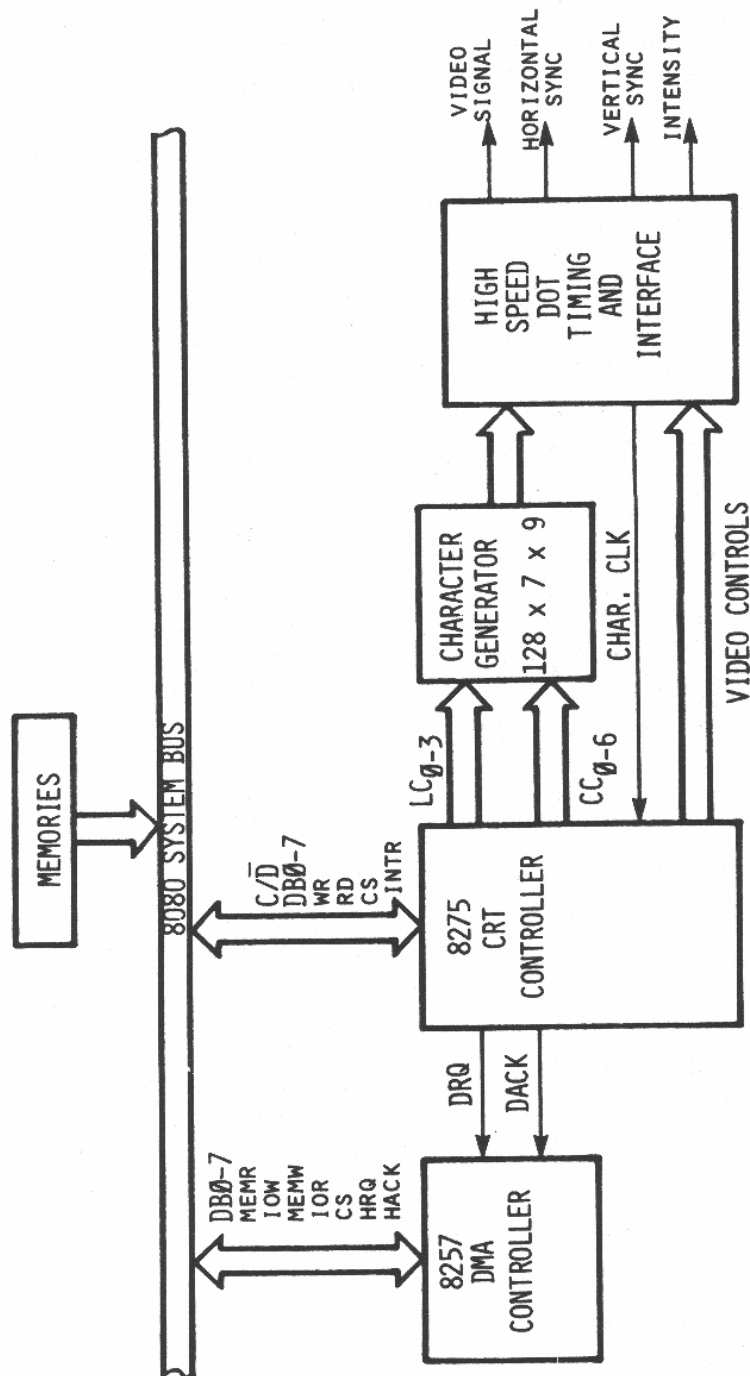 MEMORIES
8080 SYSTEM BUS
DBØ-7
MEMR
IOW
MEMW
IOR
CS
HRQ
HACK
C/D̅
DBØ-7
WR
RD
CS
INTR
8257
DMA
CONTROLLER
DRQ
DACK
8275
CRT
CONTROLLER
LCØ-3
CCØ-6
CHARACTER
GENERATOR
128 x 7 x 9
CHAR. CLK
VIDEO CONTROLS
HIGH
SPEED
DOT
TIMING
AND
INTERFACE
VIDEO
SIGNAL
HORIZONTAL
SYNC
VERTICAL
SYNC
INTENSITY